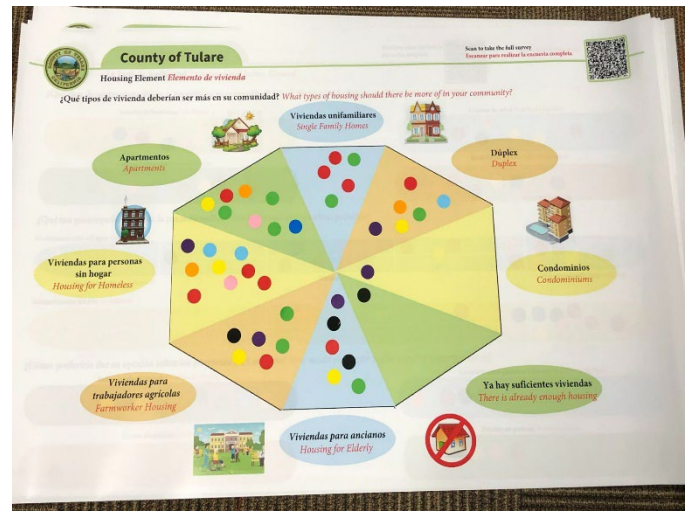 County of Tulare
Scan to take the full survey
Escanear para realizar la encuesta completa
Housing Element Elemento de vivienda
¿Qué tipos de vivienda deberían ser más en su comunidad? What types of housing should there be more of in your community?
Viviendas unifamiliares
Single Family Homes
Apartmentos
Apartments
Dúplex
Duplex
Viviendas para personas
sin hogar
Housing for Homeless
Condominios
Condominiums
Viviendas para
trabajadores agrícolas
Farmworker Housing
Ya hay suficientes viviendas
There is already enough housing
Viviendas para ancianos
Housing for Elderly